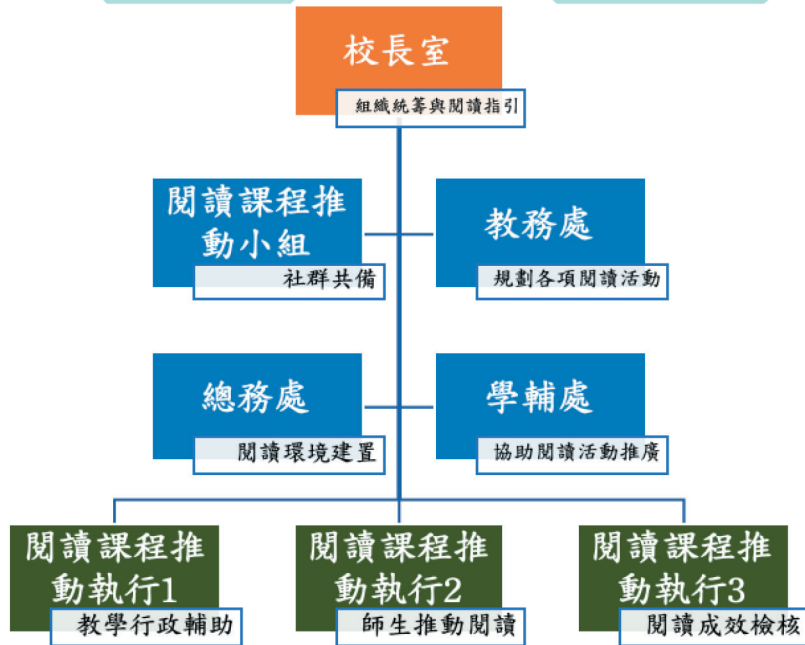 校長室
組織統籌與閱讀指引
閱讀課程推
動小組
社群共備
教務處
規劃各項閱讀活動
總務處
閱讀環境建置
學輔處
協助閱讀活動推廣
閱讀課程推
動執行1
教學行政輔助
閱讀課程推
動執行2
師生推動閱讀
閱讀課程推
動執行3
閱讀成效檢核